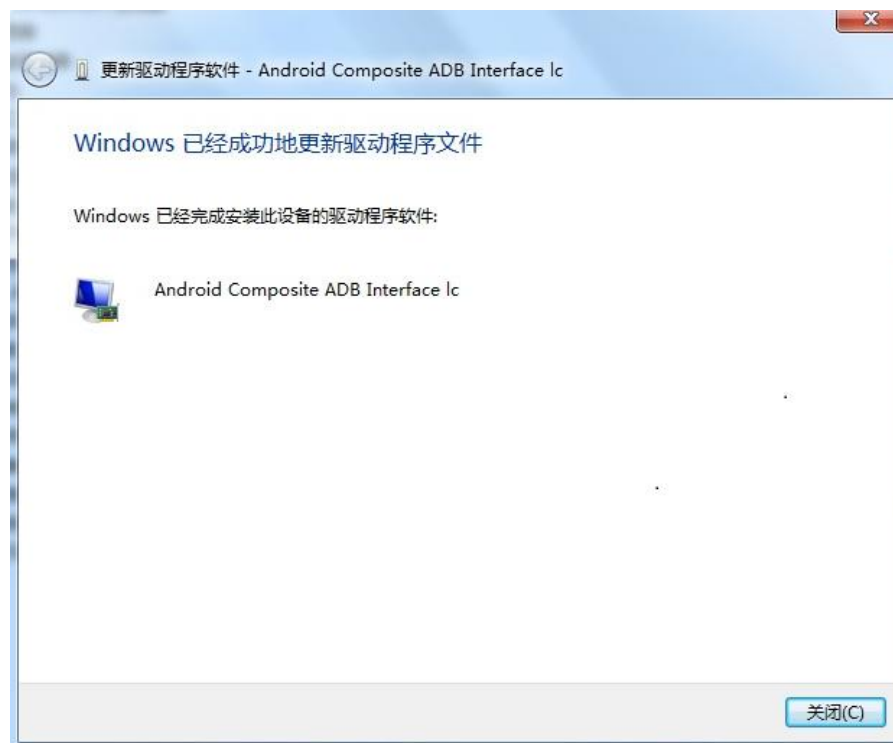 更新驱动程序软件 - Android Composite ADB Interface lc
Windows 已经成功地更新驱动程序文件
Windows 已经完成安装此设备的驱动程序软件:
Android Composite ADB Interface lc
关闭(C)